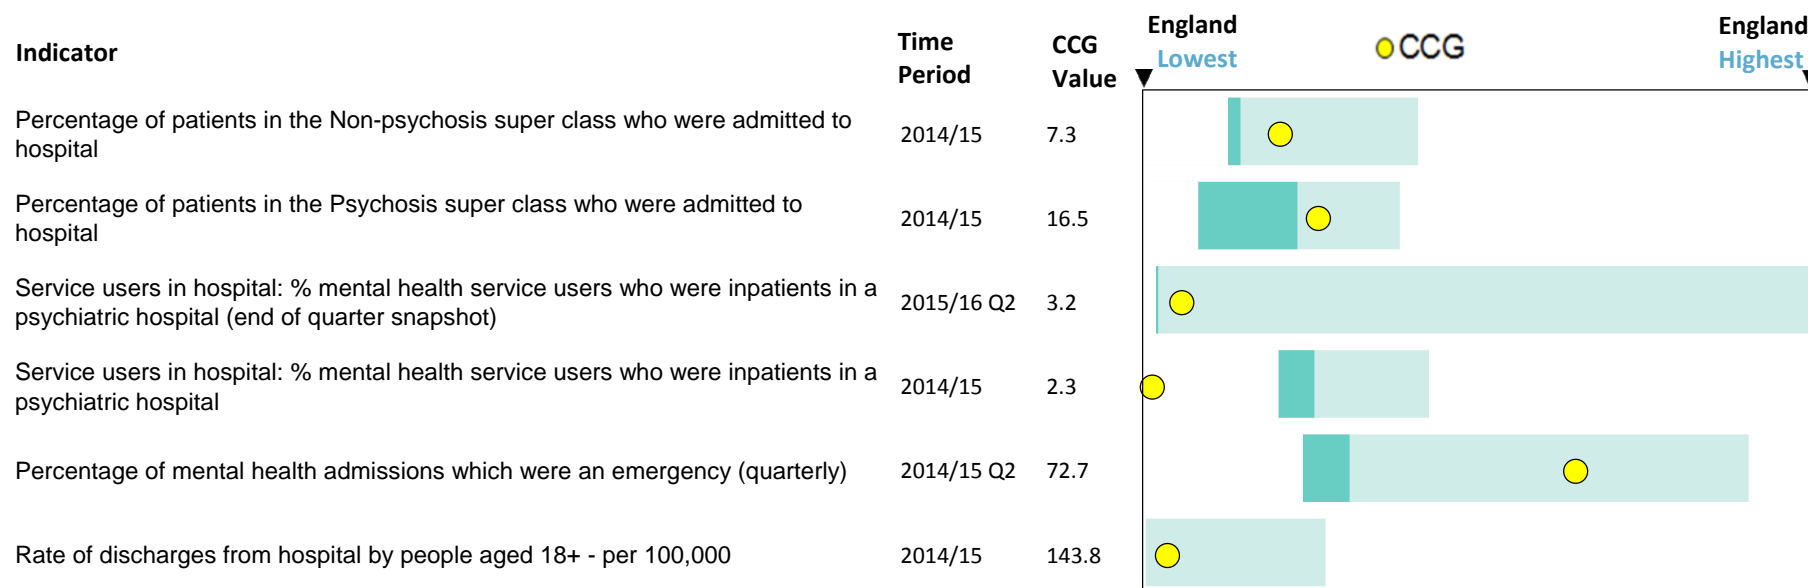 Indicator
Time
Period
CCG
Value
England
Lowest
CCG
England
Highest
Percentage of patients in the Non-psychosis super class who were admitted to
hospital
2014/15
7.3
Percentage of patients in the Psychosis super class who were admitted to
hospital
2014/15
16.5
Service users in hospital: % mental health service users who were inpatients in a
psychiatric hospital (end of quarter snapshot)
2015/16 Q2
3.2
Service users in hospital: % mental health service users who were inpatients in a
psychiatric hospital
2014/15
2.3
Percentage of mental health admissions which were an emergency (quarterly)
2014/15 Q2
72.7
Rate of discharges from hospital by people aged 18+ - per 100,000
2014/15
143.8